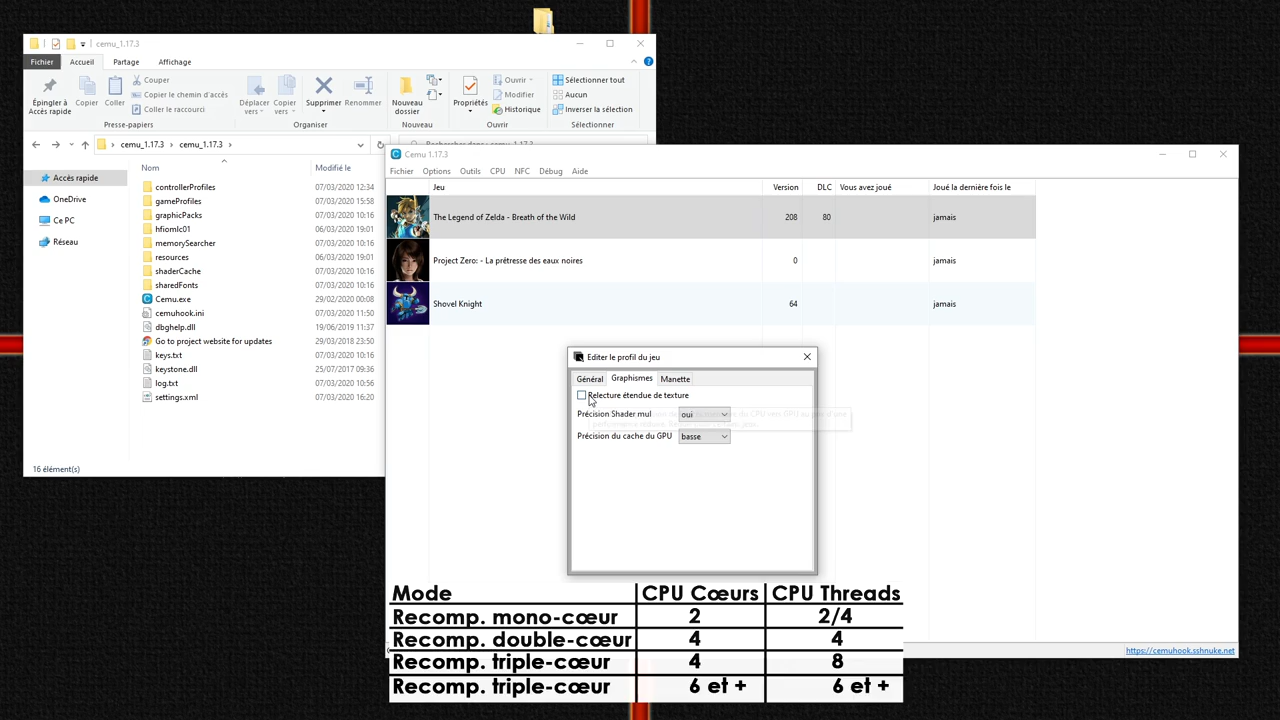 cemu_1.17.3
Fichier Accueil Partage Affichage
Épingler à Accès rapide
Copier
Coller
Couper
Copier le chemin d'accès
Coller le raccourci
Déplacer vers
Copier vers
Supprimer
Renommer
Nouveau dossier
Propriétés
Ouvrir
Modifier
Historique
Sélectionner tout
Aucun
Inverser la sélection
Presse-papiers Organiser Nouveau Ouvrir Sélectionner
cemu_1.17.3 cemu_1.17.3
Nom Modifié le
Accès rapide
OneDrive
Ce PC
Réseau
controllerProfiles 07/03/2020 12:34
gameProfiles 07/03/2020 15:58
graphicPacks 07/03/2020 10:16
hfiomlc01 06/03/2020 19:01
memorySearcher 07/03/2020 10:16
resources 06/03/2020 19:01
shaderCache 07/03/2020 10:16
sharedFonts 07/03/2020 10:16
Cemu.exe 29/02/2020 00:08
cemuhook.ini 07/03/2020 11:50
dbghelp.dll 19/06/2019 11:37
Go to project website for updates 29/03/2018 23:50
keys.txt 07/03/2020 10:16
keystone.dll 25/07/2017 09:36
log.txt 07/03/2020 10:16
settings.xml 07/03/2020 16:20
16 élément(s)
Cemu 1.17.3
Fichier Options Outils CPU NFC Débug Aide
Jeu Version DLC Vous avez joué Joué la dernière fois le
The Legend of Zelda - Breath of the Wild 208 80 jamais
Project Zero: - La prêtresse des eaux noires 0 jamais
Shovel Knight 64 jamais
Editer le profil du jeu
Général Graphismes Manette
Relecture étendue de texture
Précision Shader mul oui
Précision du cache du GPU basse
https://cemuhook.sshnuke.net
Mode CPU Cœurs CPU Threads
Recomp. mono-cœur 2 2/4
Recomp. double-cœur 4 4
Recomp. triple-cœur 4 8
Recomp. triple-cœur 6 et + 6 et +